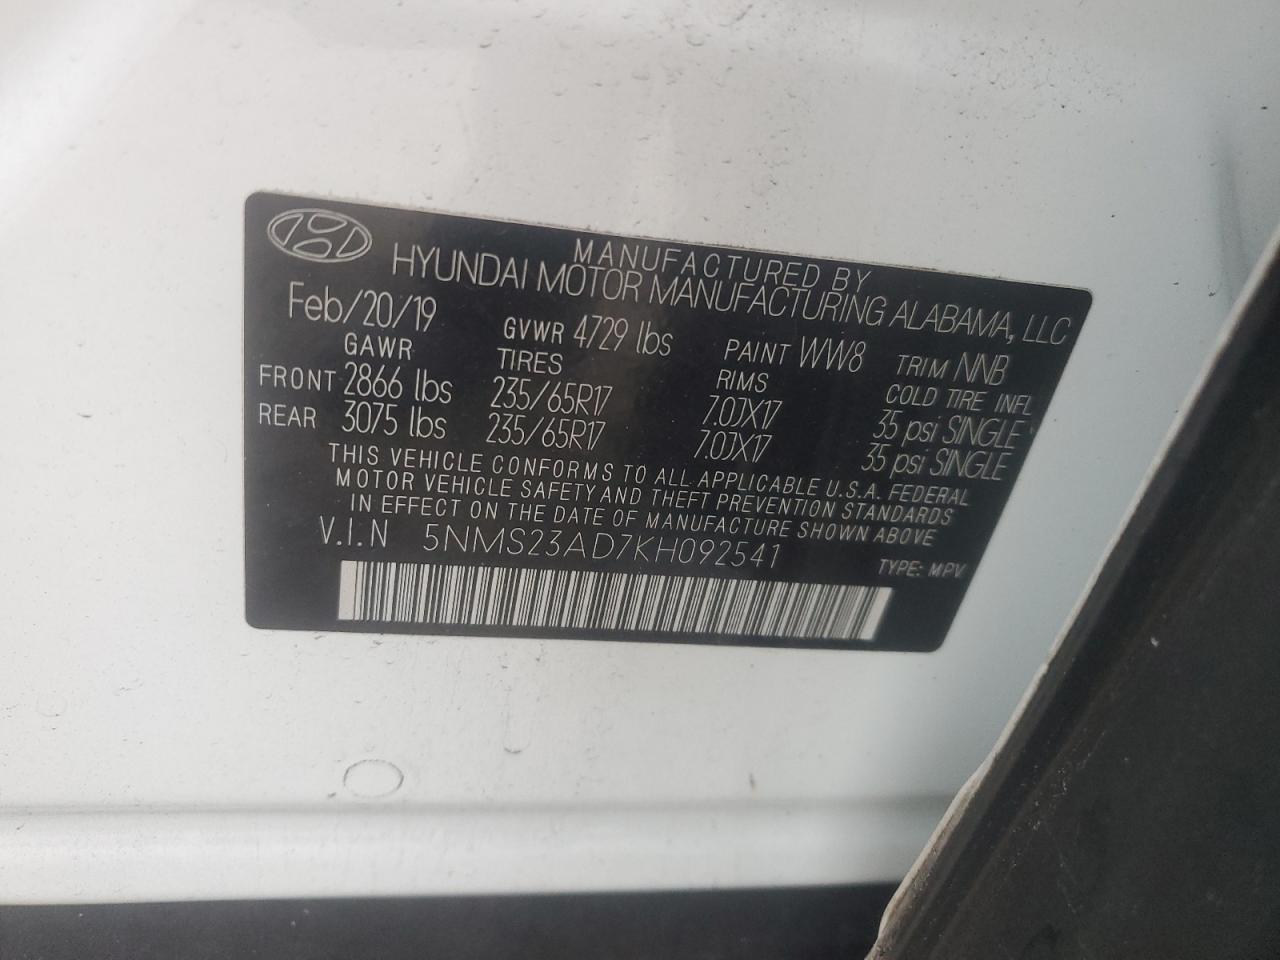 MANUFACTURED BY
HYUNDAI MOTOR MANUFACTURING ALABAMA, LLC
Feb/20/19 GVWR 4729 lbs PAINT WW8 TRIM NNB
GAWR TIRES RIMS COLD TIRE INFL
FRONT 2866 lbs 235/65R17 7.0JX17 35 psi SINGLE
REAR 3075 lbs 235/65R17 7.0JX17 35 psi SINGLE
THIS VEHICLE CONFORMS TO ALL APPLICABLE U.S.A. FEDERAL
MOTOR VEHICLE SAFETY AND THEFT PREVENTION STANDARDS
IN EFFECT ON THE DATE OF MANUFACTURE SHOWN ABOVE
V.I.N 5NMS23AD7KH092541 TYPE: MPV